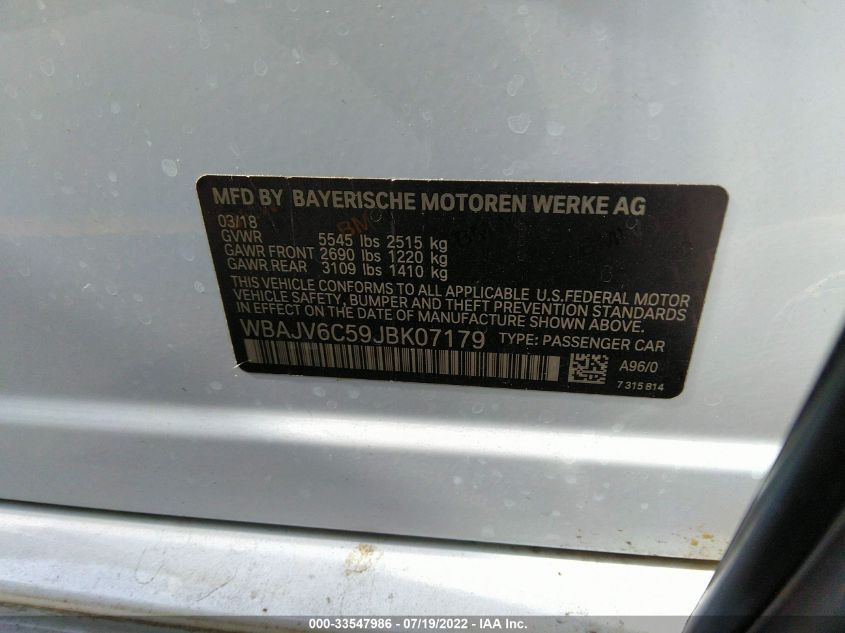 MFD BY BAYERISCHE MOTOREN WERKE AG
03/18
GVWR 5545 lbs 2515 kg
GAWR FRONT 2690 lbs 1220 kg
GAWR REAR 3109 lbs 1410 kg
THIS VEHICLE CONFORMS TO ALL APPLICABLE U.S.FEDERAL MOTOR
VEHICLE SAFETY, BUMPER AND THEFT PREVENTION STANDARDS
IN EFFECT ON THE DATE OF MANUFACTURE SHOWN ABOVE.
WBAJV6C59JBK07179 TYPE: PASSENGER CAR
A96/0
7 315 814
000-33547986 - 07/19/2022 - IAA Inc.